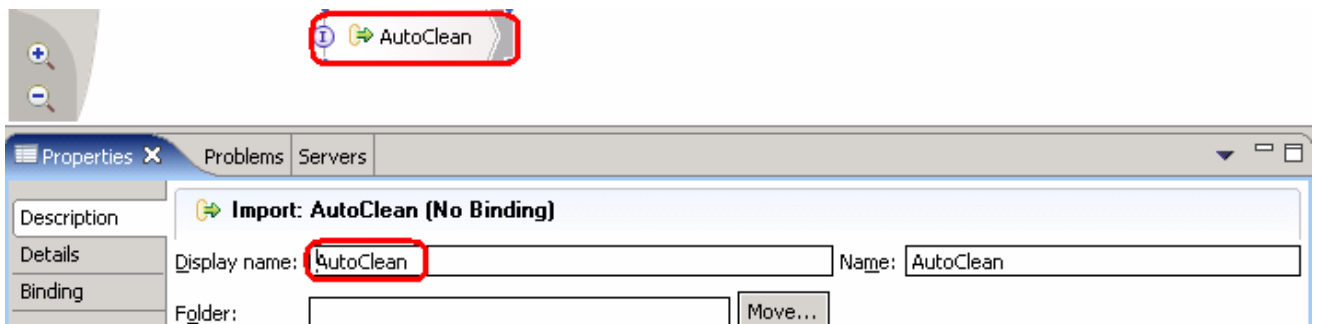 I AutoClean
Properties Problems Servers
Description
Import: AutoClean (No Binding)
Details
Display name: AutoClean Name: AutoClean
Binding
Folder: Move...